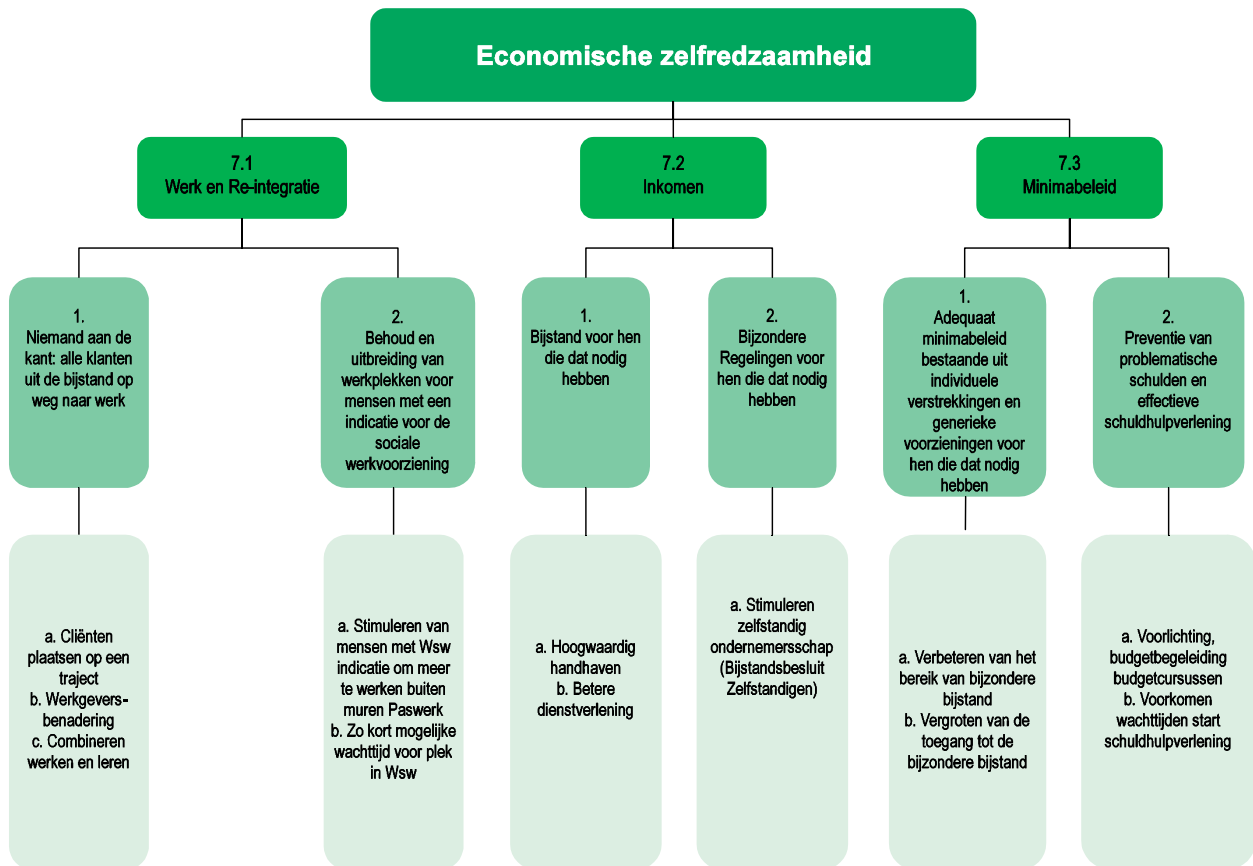 Economische zelfredzaamheid
7.1
Werk en Re-integratie
7.2
Inkomen
7.3
Minimabeleid
1.
Niemand aan de
kant: alle klanten
uit de bijstand op
weg naar werk
2.
Behoud en
uitbreiding van
werkplekken voor
mensen met een
indicatie voor de
sociale
werkvoorziening
1.
Bijstand voor hen
die dat nodig
hebben
2.
Bijzondere
Regelingen voor
hen die dat nodig
hebben
1.
Adequaat
minimabeleid
bestaande uit
individuele
verstrekkingen en
generieke
voorzieningen voor
hen die dat nodig
hebben
2.
Preventie van
problematische
schulden en
effectieve
schuldhulpverlening
a. Cliënten
plaatsen op een
traject
b. Werkgevers-
benadering
c. Combineren
werken en leren
a. Stimuleren van
mensen met Wsw
indicatie om meer
te werken buiten
muren Paswerk
b. Zo kort mogelijke
wachttijd voor plek
in Wsw
a. Hoogwaardig
handhaven
b. Betere
dienstverlening
a. Stimuleren
zelfstandig
ondernemersschap
(Bijstandsbesluit
Zelfstandigen)
a. Verbeteren van het
bereik van bijzondere
bijstand
b. Vergroten van de
toegang tot de
bijzondere bijstand
a. Voorlichting,
budgetbegeleiding
budgetcursussen
b. Voorkomen
wachttijden start
schuldhulpverlening